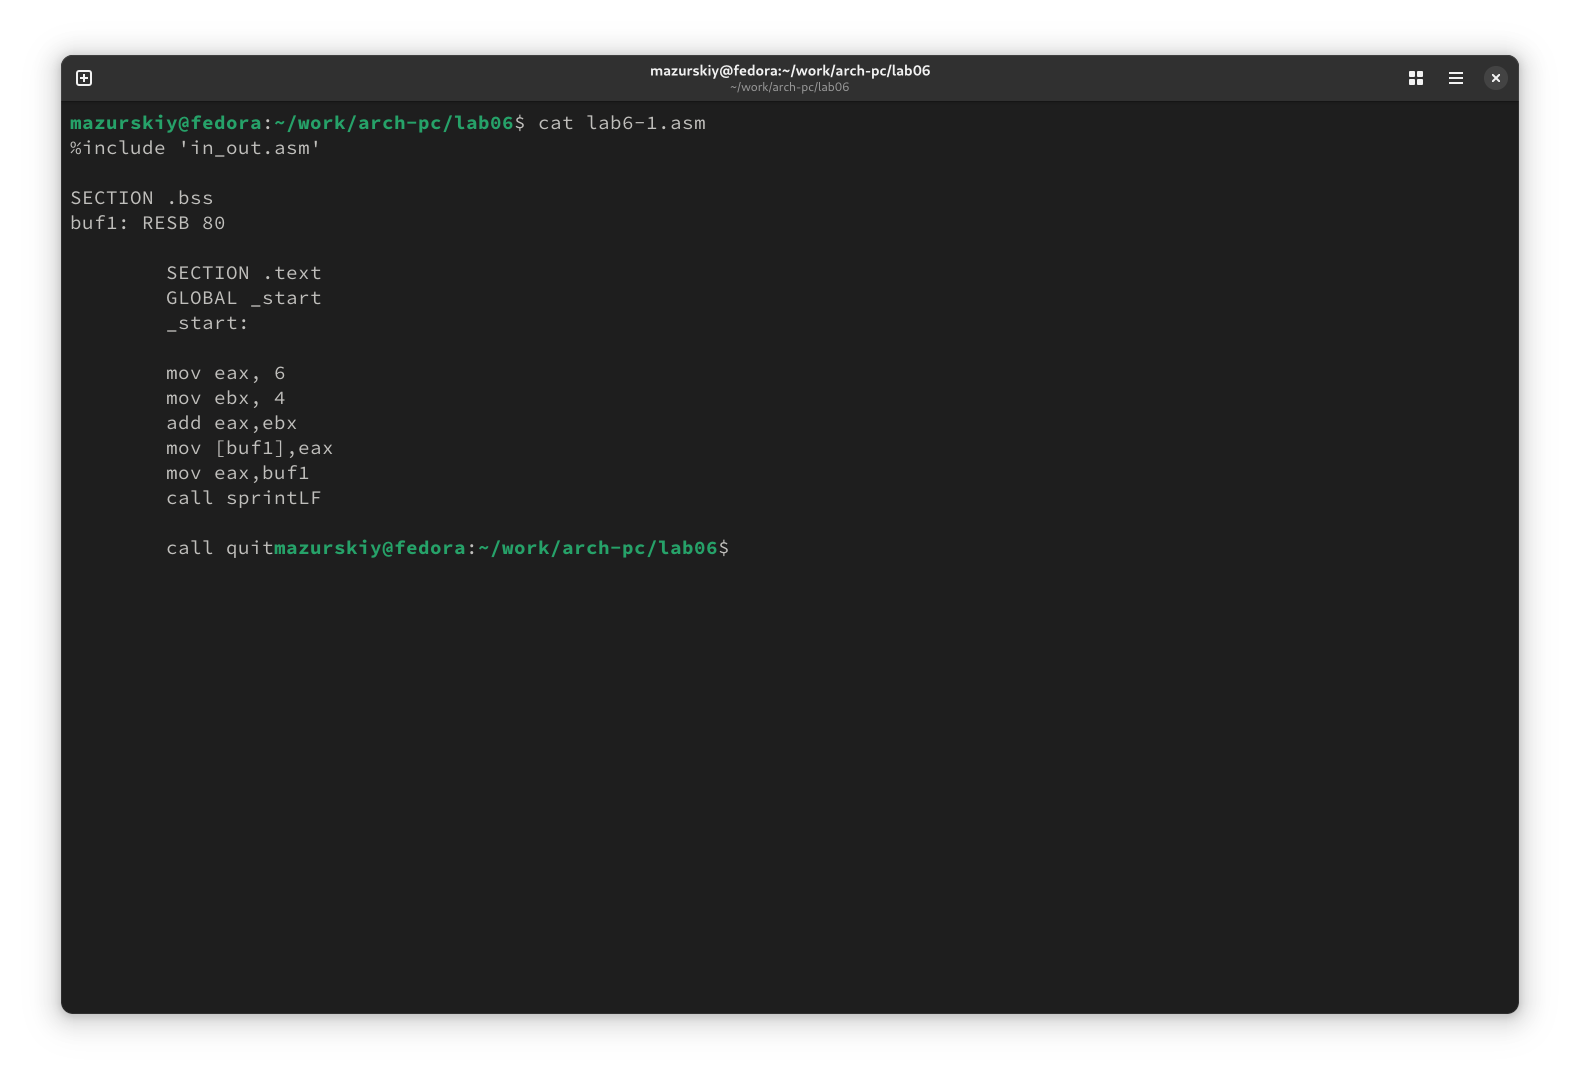 mazurskiy@fedora:~/work/arch-pc/lab06
~/work/arch-pc/lab06
mazurskiy@fedora:~/work/arch-pc/lab06$ cat lab6-1.asm
%include 'in_out.asm'
SECTION .bss
buf1: RESB 80
SECTION .text
GLOBAL _start
_start:
mov eax, 6
mov ebx, 4
add eax,ebx
mov [buf1],eax
mov eax,buf1
call sprintLF
call quitmazurskiy@fedora:~/work/arch-pc/lab06$